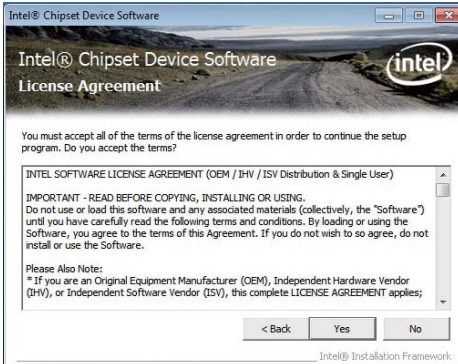 Intel® Chipset Device Software
Intel® Chipset Device Software
License Agreement
intel
You must accept all of the terms of the license agreement in order to continue the setup
program. Do you accept the terms?
INTEL SOFTWARE LICENSE AGREEMENT (OEM / IHV / ISV Distribution & Single User)
IMPORTANT - READ BEFORE COPYING, INSTALLING OR USING.
Do not use or load this software and any associated materials (collectively, the "Software")
until you have carefully read the following terms and conditions. By loading or using the
Software, you agree to the terms of this Agreement. If you do not wish to so agree, do not
install or use the Software.
Please Also Note:
* If you are an Original Equipment Manufacturer (OEM), Independent Hardware Vendor
(IHV), or Independent Software Vendor (ISV), this complete LICENSE AGREEMENT applies;
< Back Yes No
Intel® Installation Framework